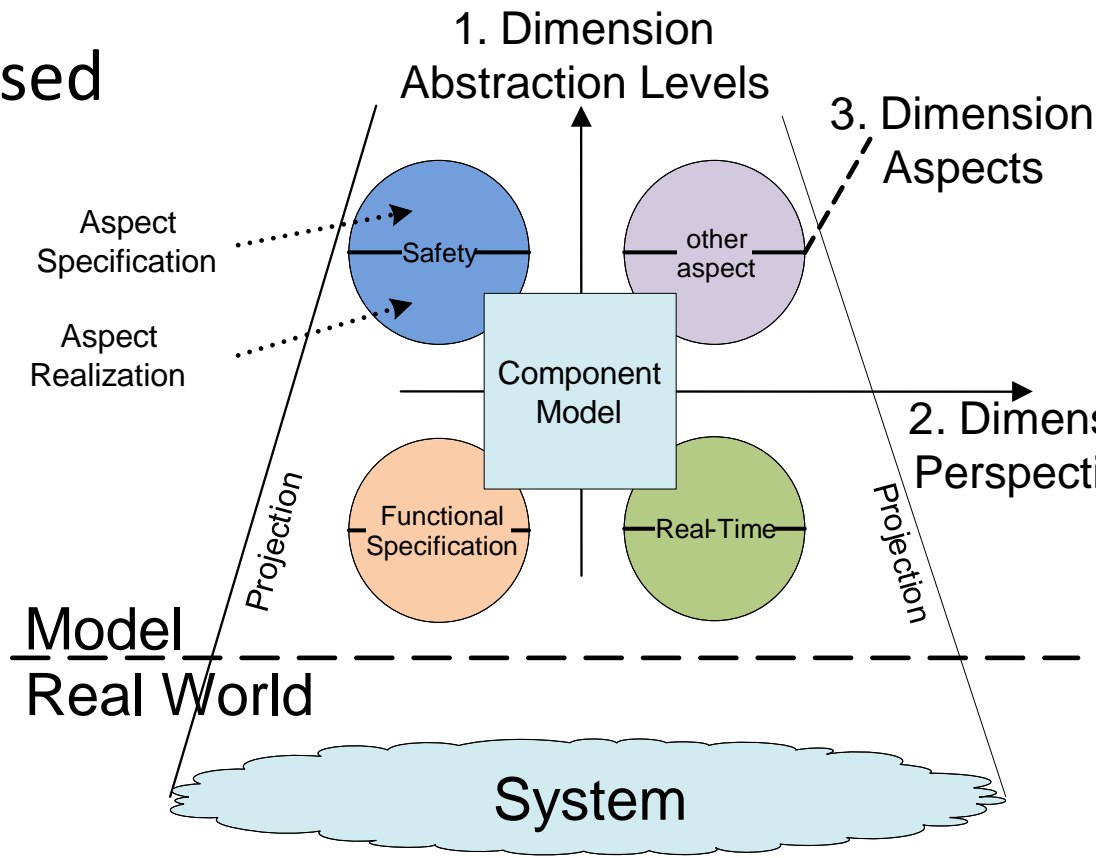 sed
1. Dimension
Abstraction Levels
3. Dimension
Aspects
Aspect
Specification
Safety
other
aspect
Aspect
Realization
Component
Model
2. Dimens
Perspecti
Projection
Functional
Specification
Real-Time
Projection
Model
Real World
System